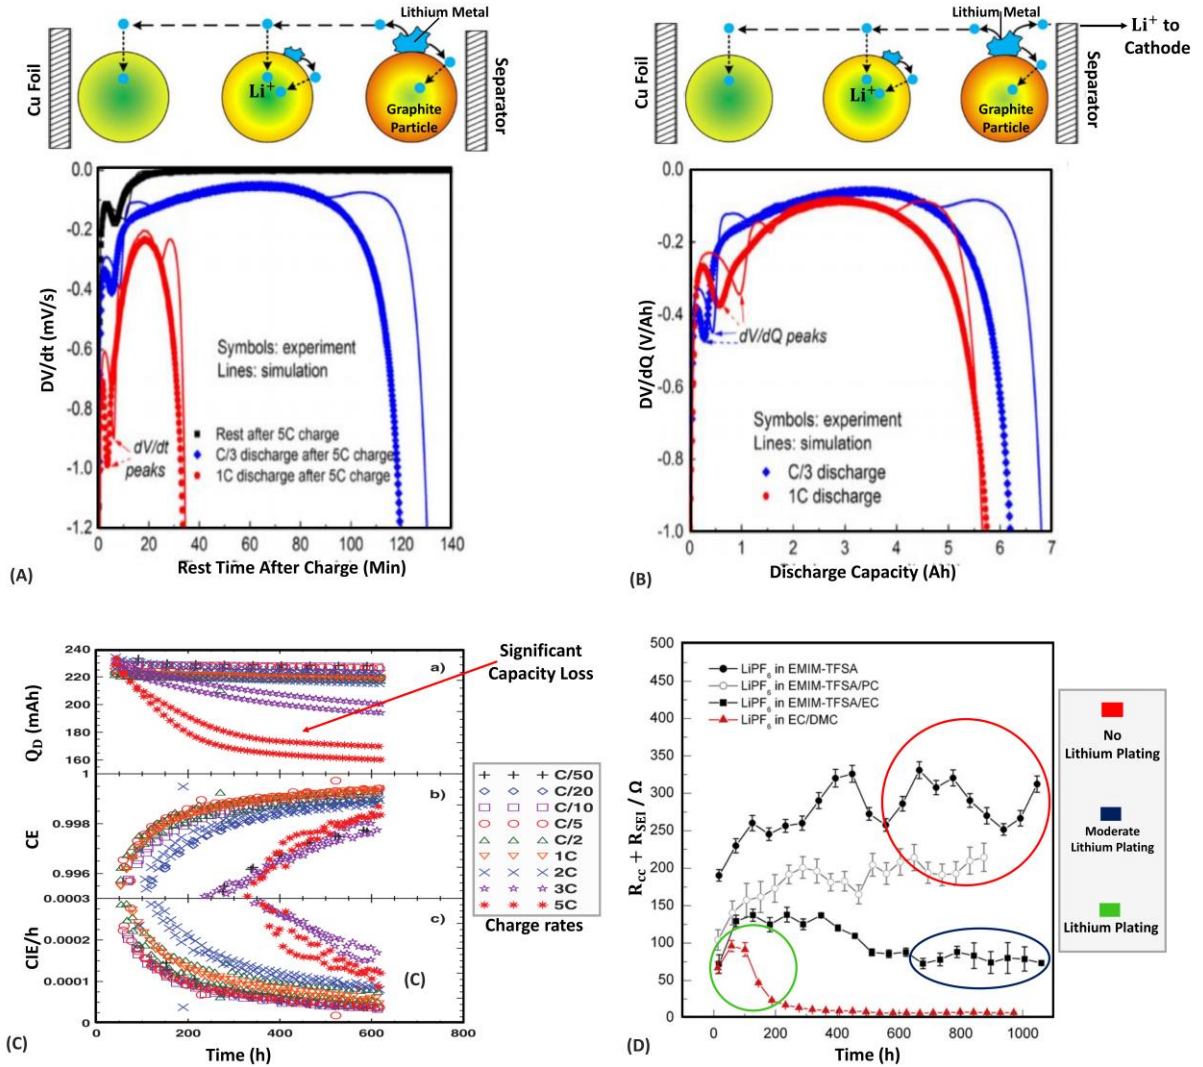 Lithium Metal
Cu Foil
Li⁺
Graphite
Particle
Separator
0.0
-0.2
-0.4
-0.6
-0.8
-1.0
-1.2
DV/dt (mV/s)
Symbols: experiment
Lines: simulation
dV/dt
peaks
Rest after 5C charge
C/3 discharge after 5C charge
1C discharge after 5C charge
0 20 40 60 80 100 120 140
Rest Time After Charge (Min)
(A)
Lithium Metal
Li⁺ to
Cathode
Cu Foil
Li⁺
Graphite
Particle
Separator
0.0
-0.2
-0.4
-0.6
-0.8
-1.0
DV/dQ (V/Ah)
dV/dQ peaks
Symbols: experiment
Lines: simulation
C/3 discharge
1C discharge
0 1 2 3 4 5 6 7
Discharge Capacity (Ah)
(B)
240
220
200
180
160
1
0.998
0.996
0.0003
0.0002
0.0001
0.0000
Q_D (mAh)
CE
CIE/h
a)
b)
c)
(C)
Significant
Capacity Loss
C/50
C/20
C/10
C/5
C/2
1C
2C
3C
5C
Charge rates
0 200 400 600 800
Time (h)
(C)
500
450
400
350
300
250
200
150
100
50
0
R_cc + R_SEI / Ω
LiPF₆ in EMIM-TFSA
LiPF₆ in EMIM-TFSA/PC
LiPF₆ in EMIM-TFSA/EC
LiPF₆ in EC/DMC
0 200 400 600 800 1000
Time (h)
(D)
No
Lithium Plating
Moderate
Lithium Plating
Lithium Plating